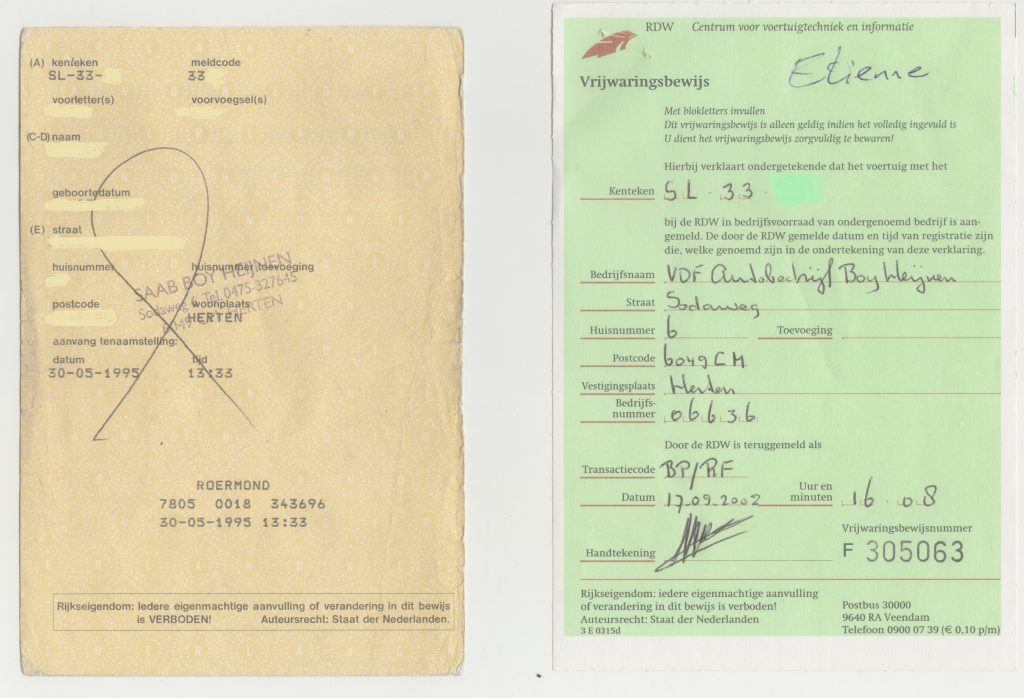 (A) kenteken meldcode
SL-33- 33
voorletter(s) voorvoegsel(s)
(C-D) naam
geboortedatum
(E) straat
huisnummer huisnummer toevoeging
SAAB BOY HEIJNEN
Sodaweg 6 Tel. 0475-327645
postcode woonplaats
6049 HERTEN
HERTEN
aanvang tenaamstelling:
datum tijd
30-05-1995 13:33
ROERMOND
7805 0018 343696
30-05-1995 13:33
Rijkseigendom: Iedere eigenmachtige aanvulling of verandering in dit bewijs
is VERBODEN! Auteursrecht: Staat der Nederlanden.
RDW Centrum voor voertuigtechniek en informatie
Etienne
Vrijwaringsbewijs
Met blokletters invullen
Dit vrijwaringsbewijs is alleen geldig indien het volledig ingevuld is
U dient het vrijwaringsbewijs zorgvuldig te bewaren!
Hierbij verklaart ondergetekende dat het voertuig met het
Kenteken SL 33
bij de RDW in bedrijfsvoorraad van ondergenoemd bedrijf is aan-
gemeld. De door de RDW gemelde datum en tijd van registratie zijn
die, welke genoemd zijn in de ondertekening van deze verklaring.
Bedrijfsnaam VDF Autobedrijf Boy Heijnen
Straat Sodaweg
Huisnummer 6 Toevoeging
Postcode 6049 CM
Vestigingsplaats Herten
Bedrijfs-
nummer 06636
Door de RDW is teruggemeld als
Transactiecode BP/RF
Datum 17.09.2002 Uur en
minuten 16 08
Vrijwaringsbewijsnummer
Handtekening F 305063
Rijkseigendom: iedere eigenmachtige aanvulling
of verandering in dit bewijs is verboden!
Auteursrecht: Staat der Nederlanden
3 E 0315d
Postbus 30000
9640 RA Veendam
Telefoon 0900 07 39 (€ 0,10 p/m)